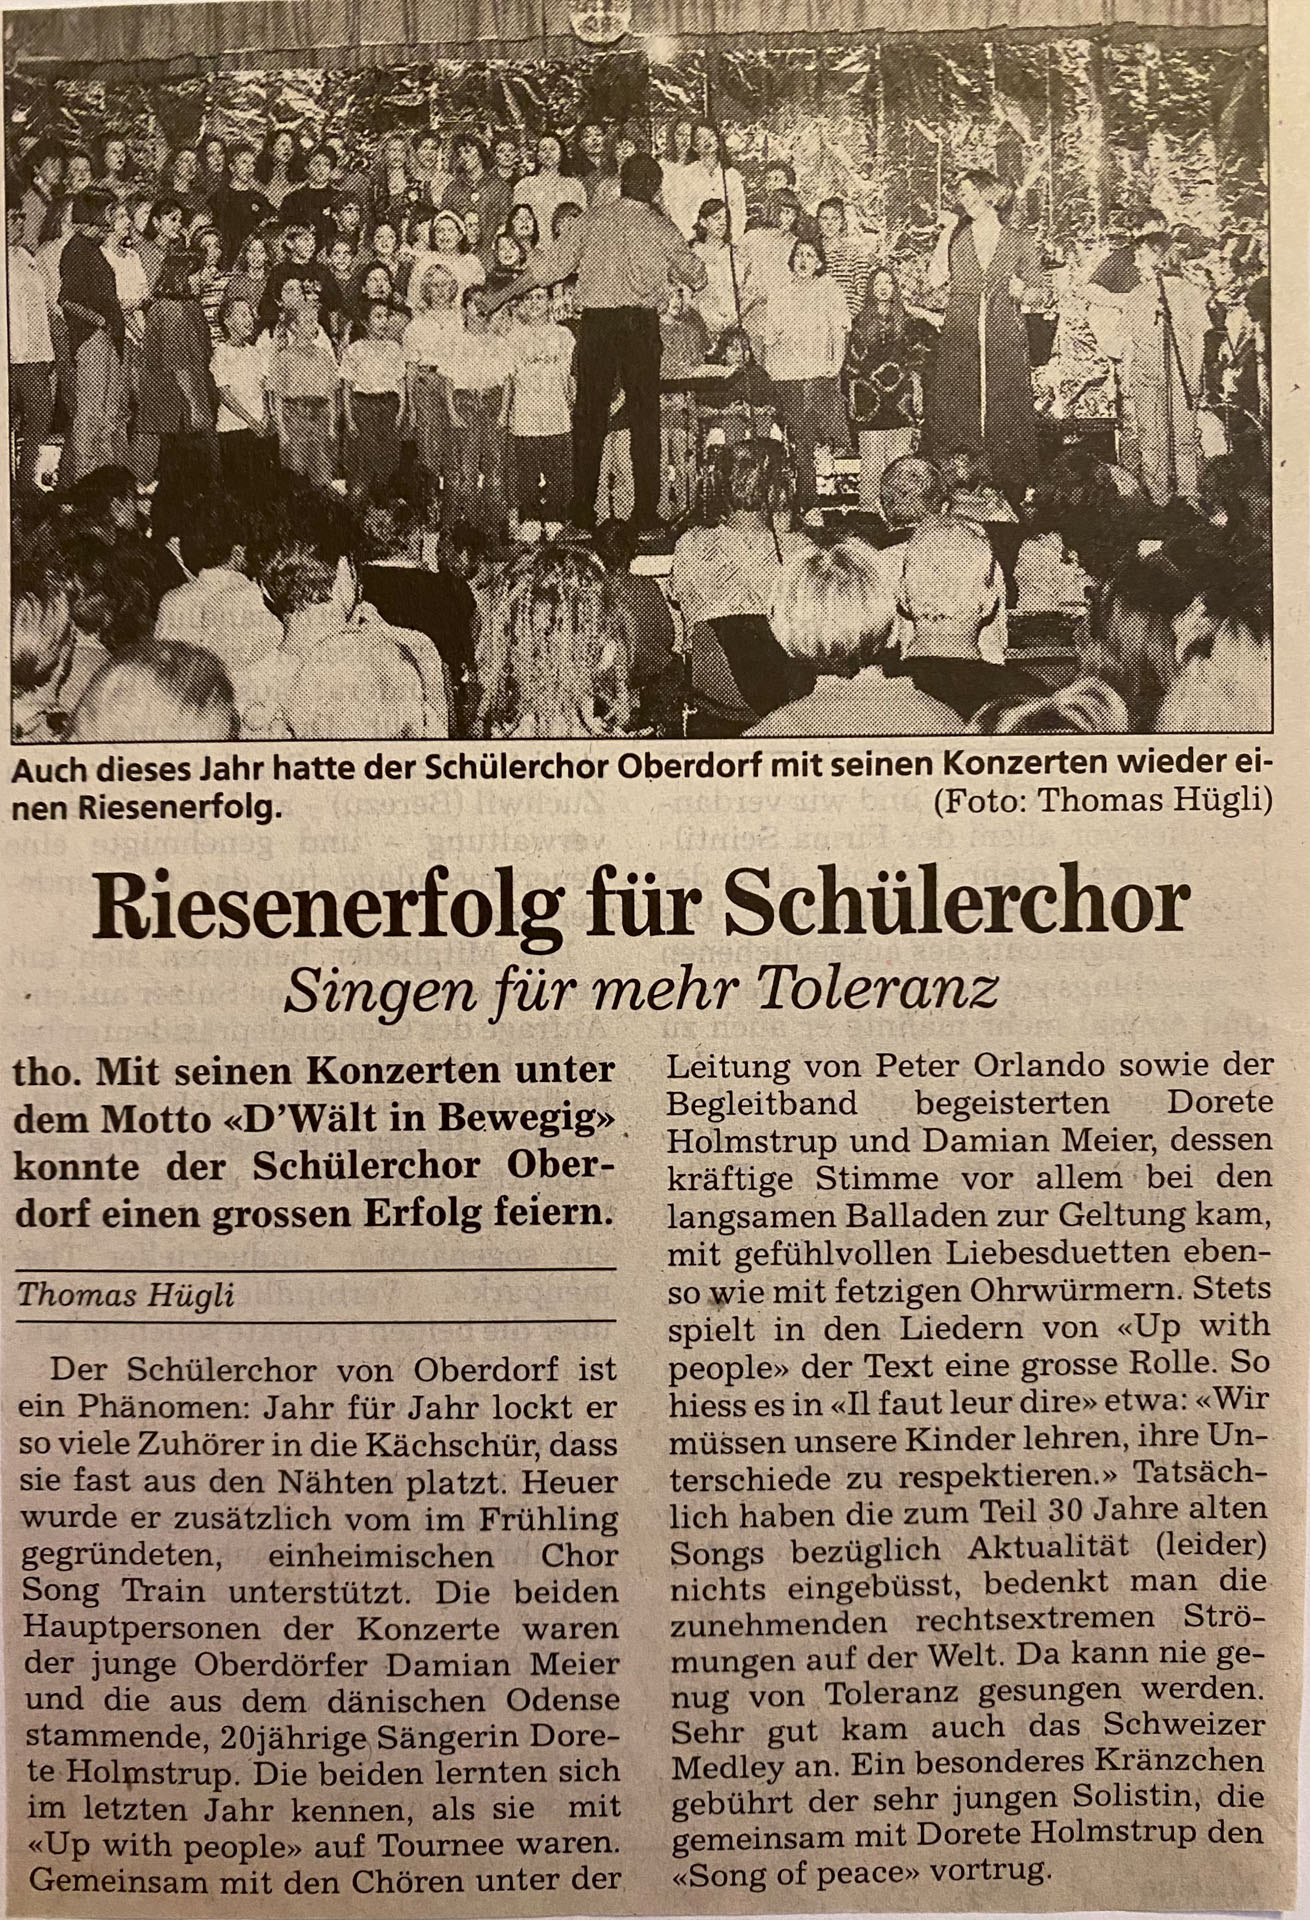 Auch dieses Jahr hatte der Schülerchor Oberdorf mit seinen Konzerten wieder ei-
nen Riesenerfolg. (Foto: Thomas Hügli)
Riesenerfolg für Schülerchor
Singen für mehr Toleranz
tho. Mit seinen Konzerten unter
dem Motto «D'Wält in Bewegig»
konnte der Schülerchor Ober-
dorf einen grossen Erfolg feiern.
Thomas Hügli
Der Schülerchor von Oberdorf ist
ein Phänomen: Jahr für Jahr lockt er
so viele Zuhörer in die Kächschür, dass
sie fast aus den Nähten platzt. Heuer
wurde er zusätzlich vom im Frühling
gegründeten, einheimischen Chor
Song Train unterstützt. Die beiden
Hauptpersonen der Konzerte waren
der junge Oberdörfer Damian Meier
und die aus dem dänischen Odense
stammende, 20jährige Sängerin Dore-
te Holmstrup. Die beiden lernten sich
im letzten Jahr kennen, als sie mit
«Up with people» auf Tournee waren.
Gemeinsam mit den Chören unter der
Leitung von Peter Orlando sowie der
Begleitband begeisterten Dorete
Holmstrup und Damian Meier, dessen
kräftige Stimme vor allem bei den
langsamen Balladen zur Geltung kam,
mit gefühlvollen Liebesduetten eben-
so wie mit fetzigen Ohrwürmern. Stets
spielt in den Liedern von «Up with
people» der Text eine grosse Rolle. So
hiess es in «Il faut leur dire» etwa: «Wir
müssen unsere Kinder lehren, ihre Un-
terschiede zu respektieren.» Tatsäch-
lich haben die zum Teil 30 Jahre alten
Songs bezüglich Aktualität (leider)
nichts eingebüsst, bedenkt man die
zunehmenden rechtsextremen Strö-
mungen auf der Welt. Da kann nie ge-
nug von Toleranz gesungen werden.
Sehr gut kam auch das Schweizer
Medley an. Ein besonderes Kränzchen
gebührt der sehr jungen Solistin, die
gemeinsam mit Dorete Holmstrup den
«Song of peace» vortrug.